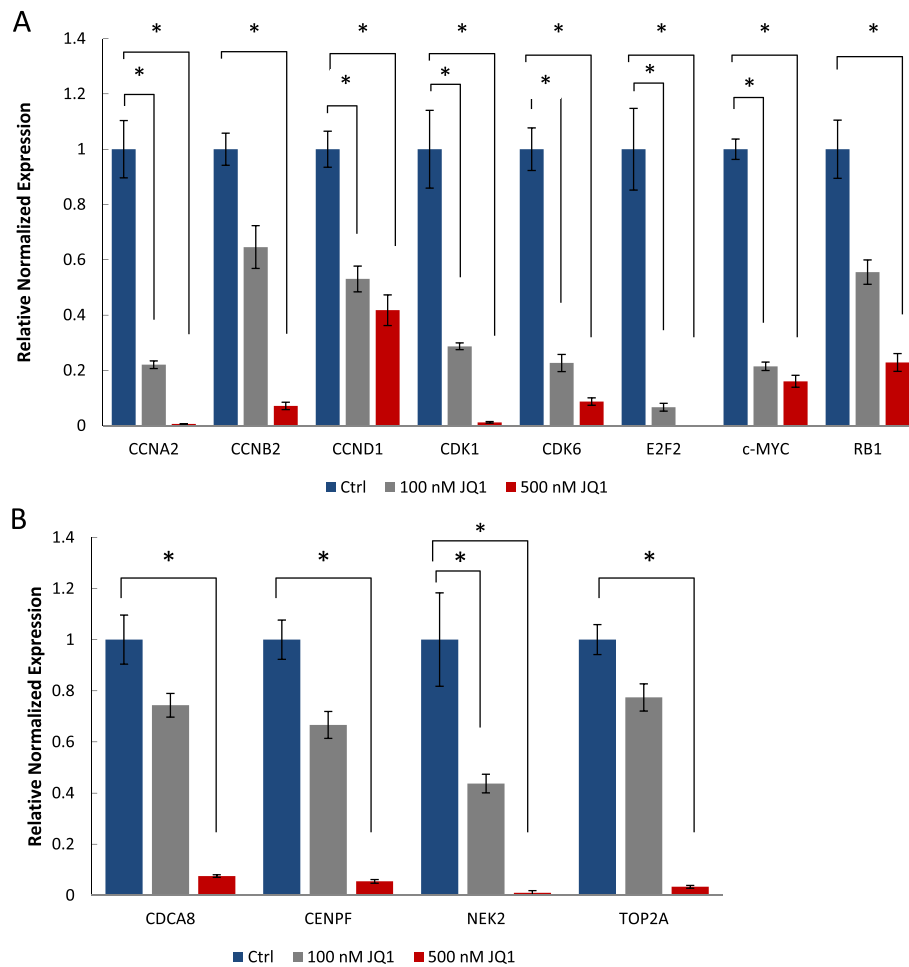 A
* * * * * * * *
* * * * * *
1.4
1.2
1
0.8
0.6
0.4
0.2
0
Relative Normalized Expression
CCNA2 CCNB2 CCND1 CDK1 CDK6 E2F2 c-MYC RB1
Ctrl 100 nM JQ1 500 nM JQ1
B
* * * *
*
1.4
1.2
1
0.8
0.6
0.4
0.2
0
Relative Normalized Expression
CDCA8 CENPF NEK2 TOP2A
Ctrl 100 nM JQ1 500 nM JQ1